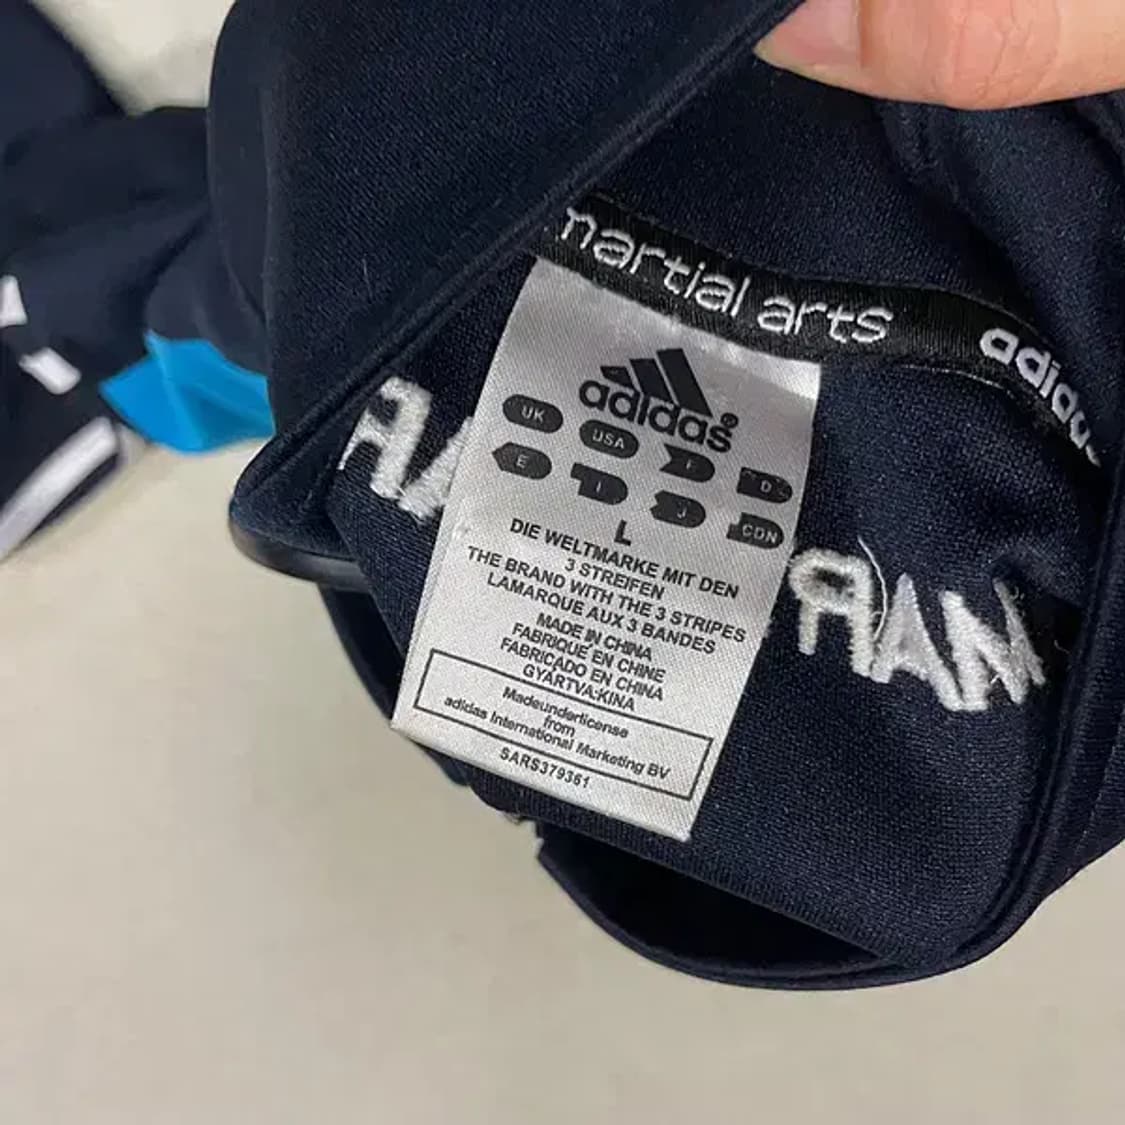 martial arts adidas
adidas®
UK USA F D
E I J CDN
L
DIE WELTMARKE MIT DEN
3 STREIFEN
THE BRAND WITH THE 3 STRIPES
LAMARQUE AUX 3 BANDES
MADE IN CHINA
FABRIQUE EN CHINE
FABRICADO EN CHINA
GYÁRTVA:KINA
Madeunderlicense
from
adidas International Marketing BV
SARS379361